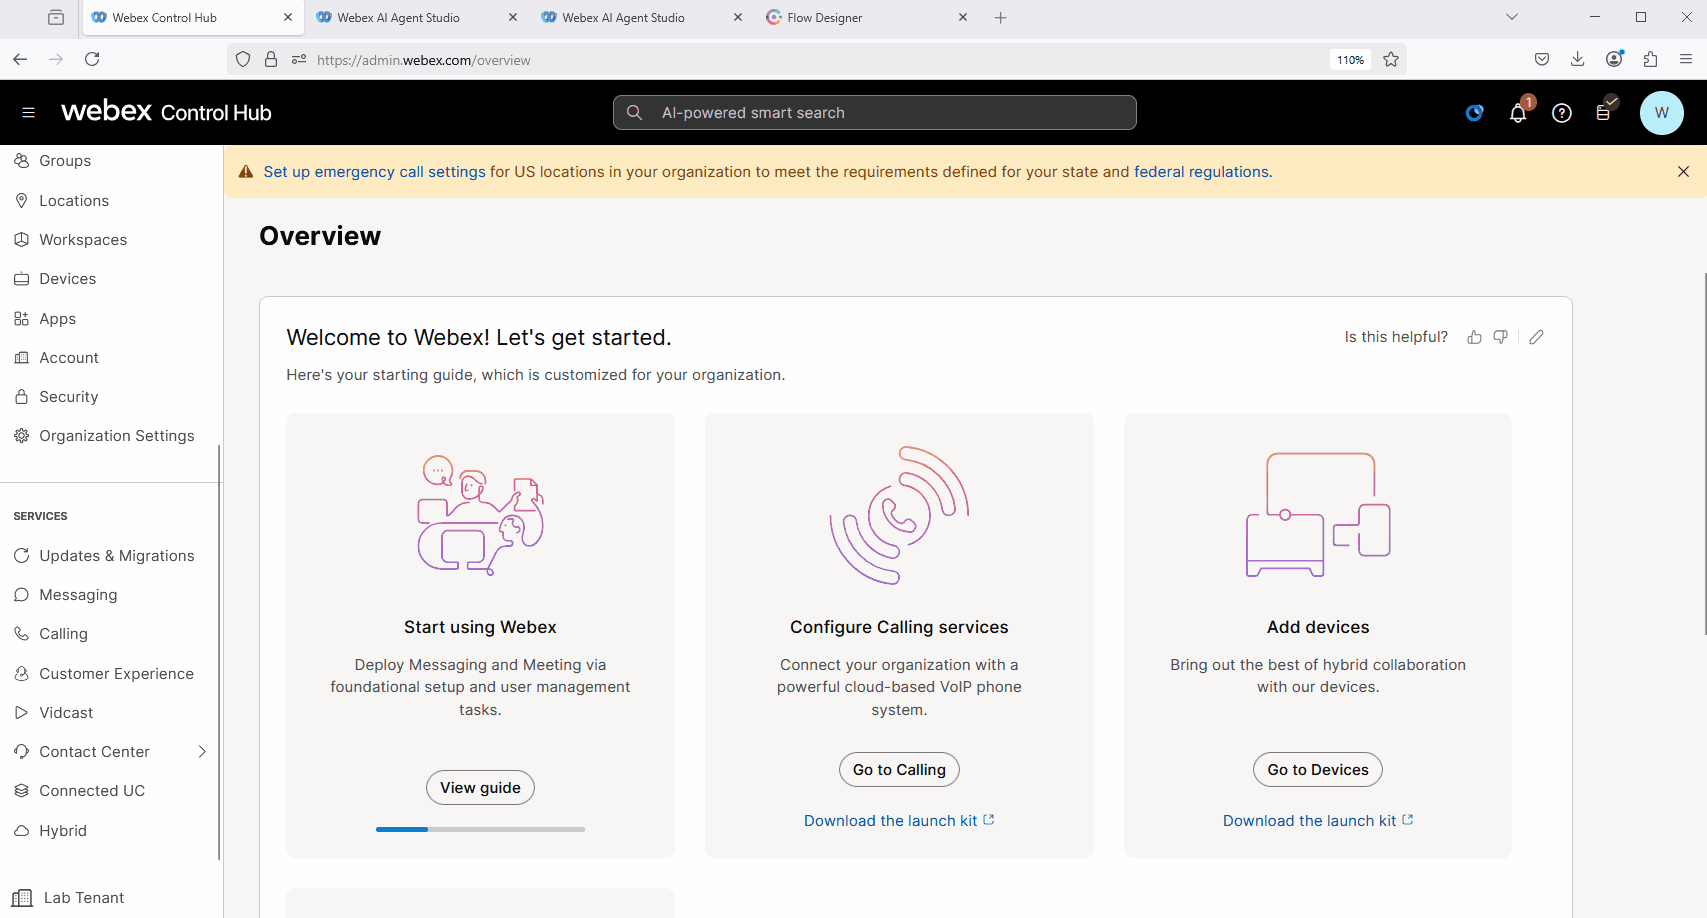 Webex Control Hub
Webex AI Agent Studio
Webex AI Agent Studio
Flow Designer
https://admin.webex.com/overview
110%
webex Control Hub
AI-powered smart search
1
W
Groups
Locations
Workspaces
Devices
Apps
Account
Security
Organization Settings
SERVICES
Updates & Migrations
Messaging
Calling
Customer Experience
Vidcast
Contact Center
Connected UC
Hybrid
Lab Tenant
Set up emergency call settings for US locations in your organization to meet the requirements defined for your state and federal regulations.
Overview
Welcome to Webex! Let's get started.
Is this helpful?
Here's your starting guide, which is customized for your organization.
Start using Webex
Deploy Messaging and Meeting via
foundational setup and user management
tasks.
View guide
Configure Calling services
Connect your organization with a
powerful cloud-based VoIP phone
system.
Go to Calling
Download the launch kit
Add devices
Bring out the best of hybrid collaboration
with our devices.
Go to Devices
Download the launch kit